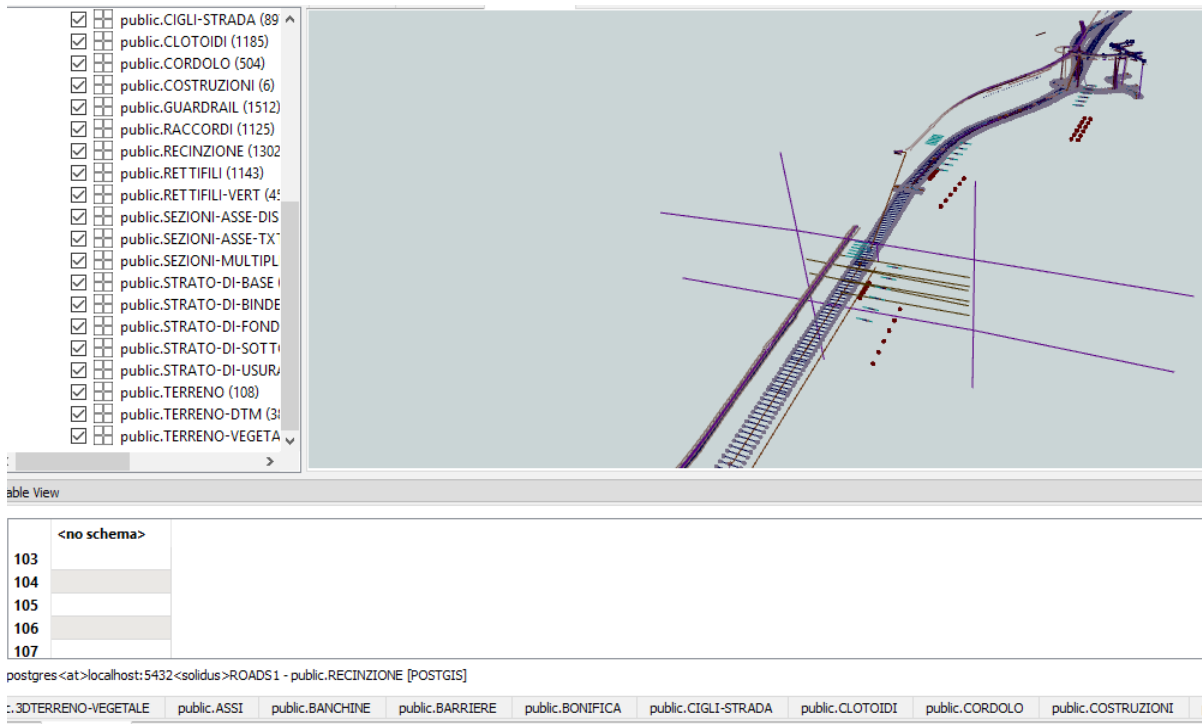 public.CIGLI-STRADA (89
public.CLOTOIDI (1185)
public.CORDOLO (504)
public.COSTRUZIONI (6)
public.GUARDRAIL (1512)
public.RACCORDI (1125)
public.RECINZIONE (1302
public.RETTIFILI (1143)
public.RETTIFILI-VERT (45
public.SEZIONI-ASSE-DIS
public.SEZIONI-ASSE-TXT
public.SEZIONI-MULTIPL
public.STRATO-DI-BASE (
public.STRATO-DI-BINDE
public.STRATO-DI-FOND
public.STRATO-DI-SOTT
public.STRATO-DI-USURA
public.TERRENO (108)
public.TERRENO-DTM (38
public.TERRENO-VEGETA
able View
<no schema>
103
104
105
106
107
postgres<at>localhost:5432<solidus>ROADS1 - public.RECINZIONE [POSTGIS]
c.3DTERRENO-VEGETALE public.ASSI public.BANCHINE public.BARRIERE public.BONIFICA public.CIGLI-STRADA public.CLOTOIDI public.CORDOLO public.COSTRUZIONI